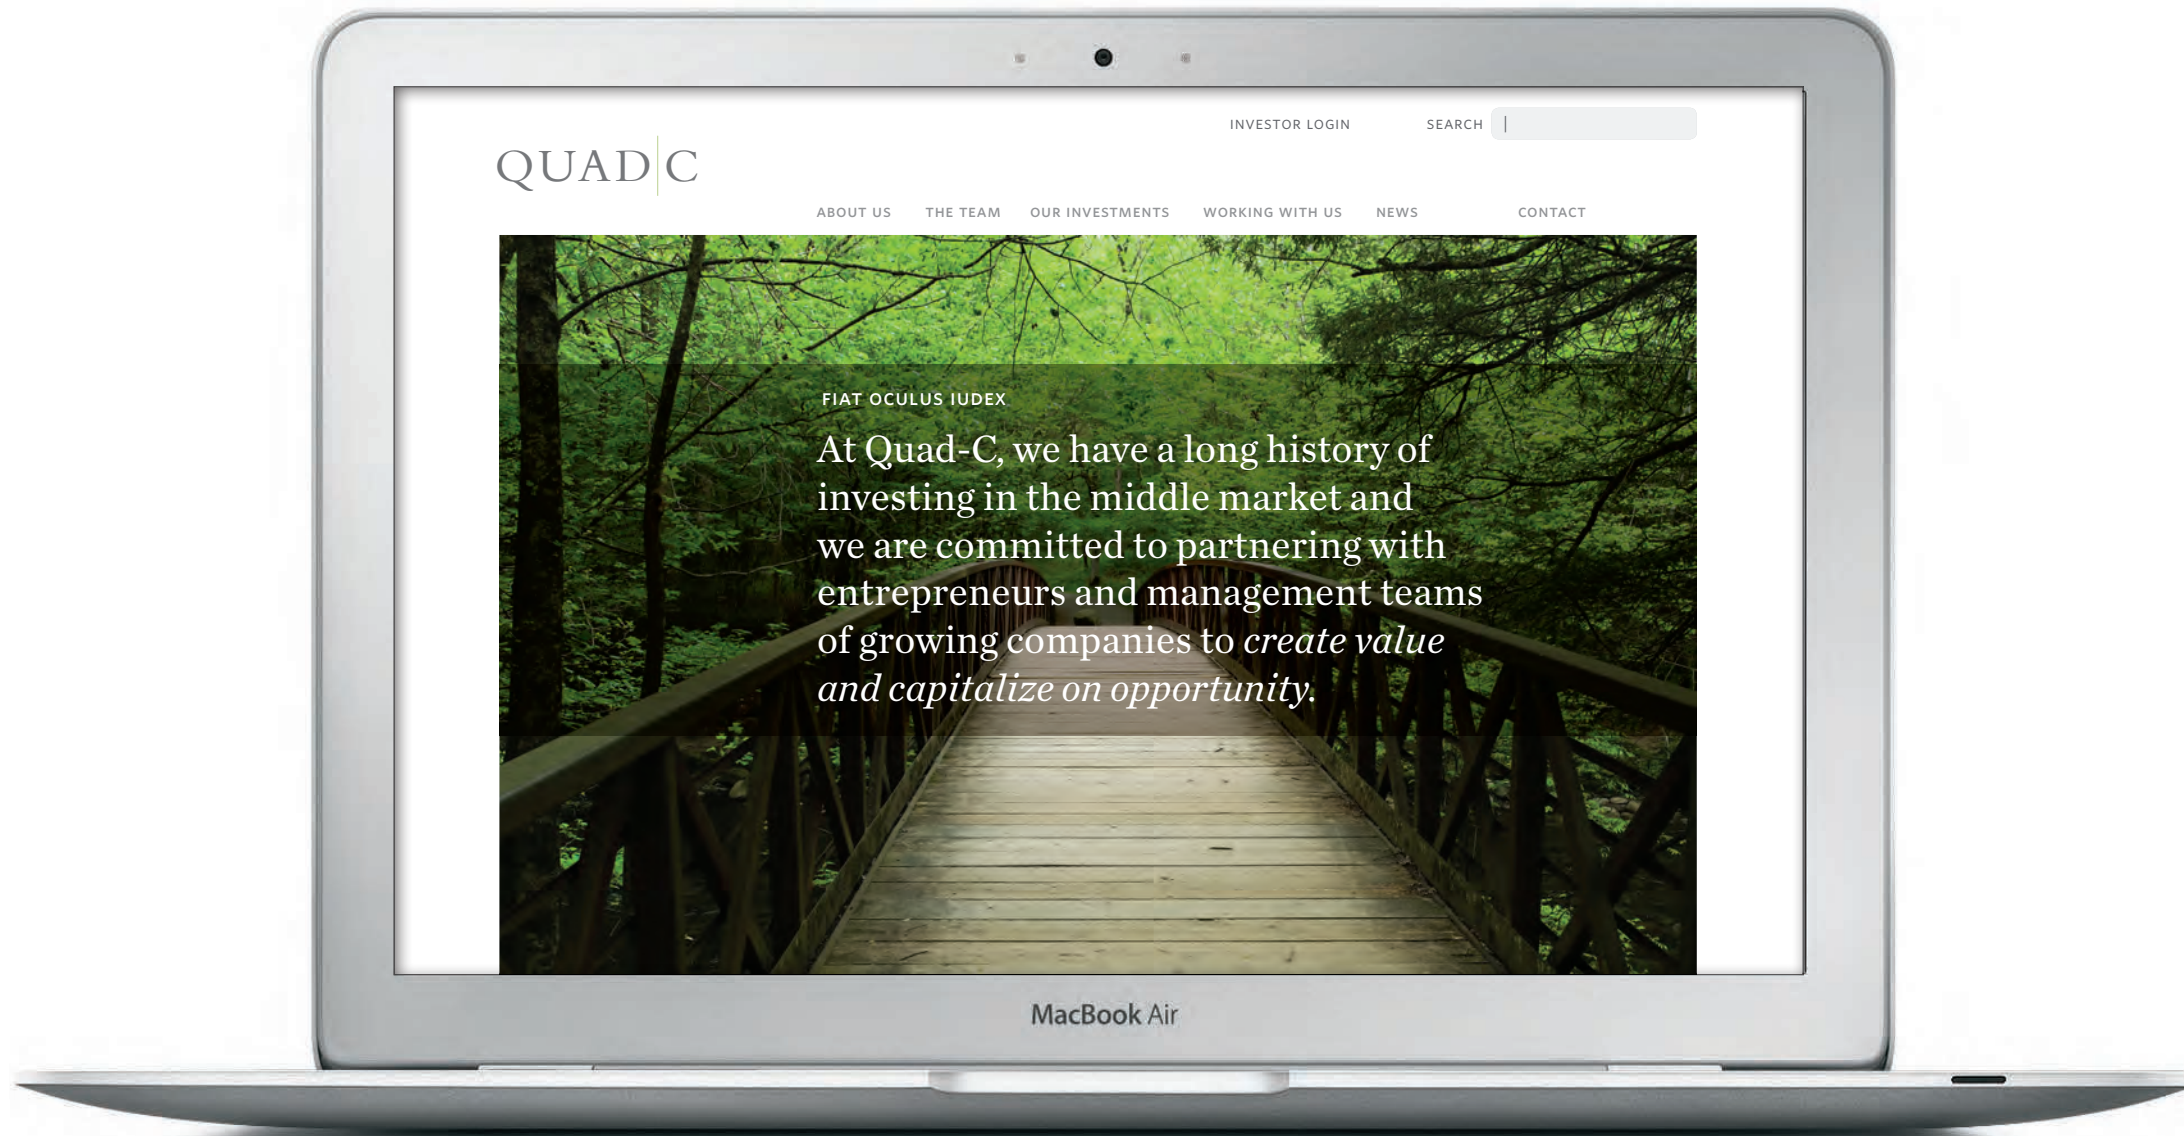 INVESTOR LOGIN SEARCH
QUAD C
ABOUT US THE TEAM OUR INVESTMENTS WORKING WITH US NEWS CONTACT
FIAT OCULUS IUDEX
At Quad-C, we have a long history of
investing in the middle market and
we are committed to partnering with
entrepreneurs and management teams
of growing companies to create value
and capitalize on opportunity.
MacBook Air